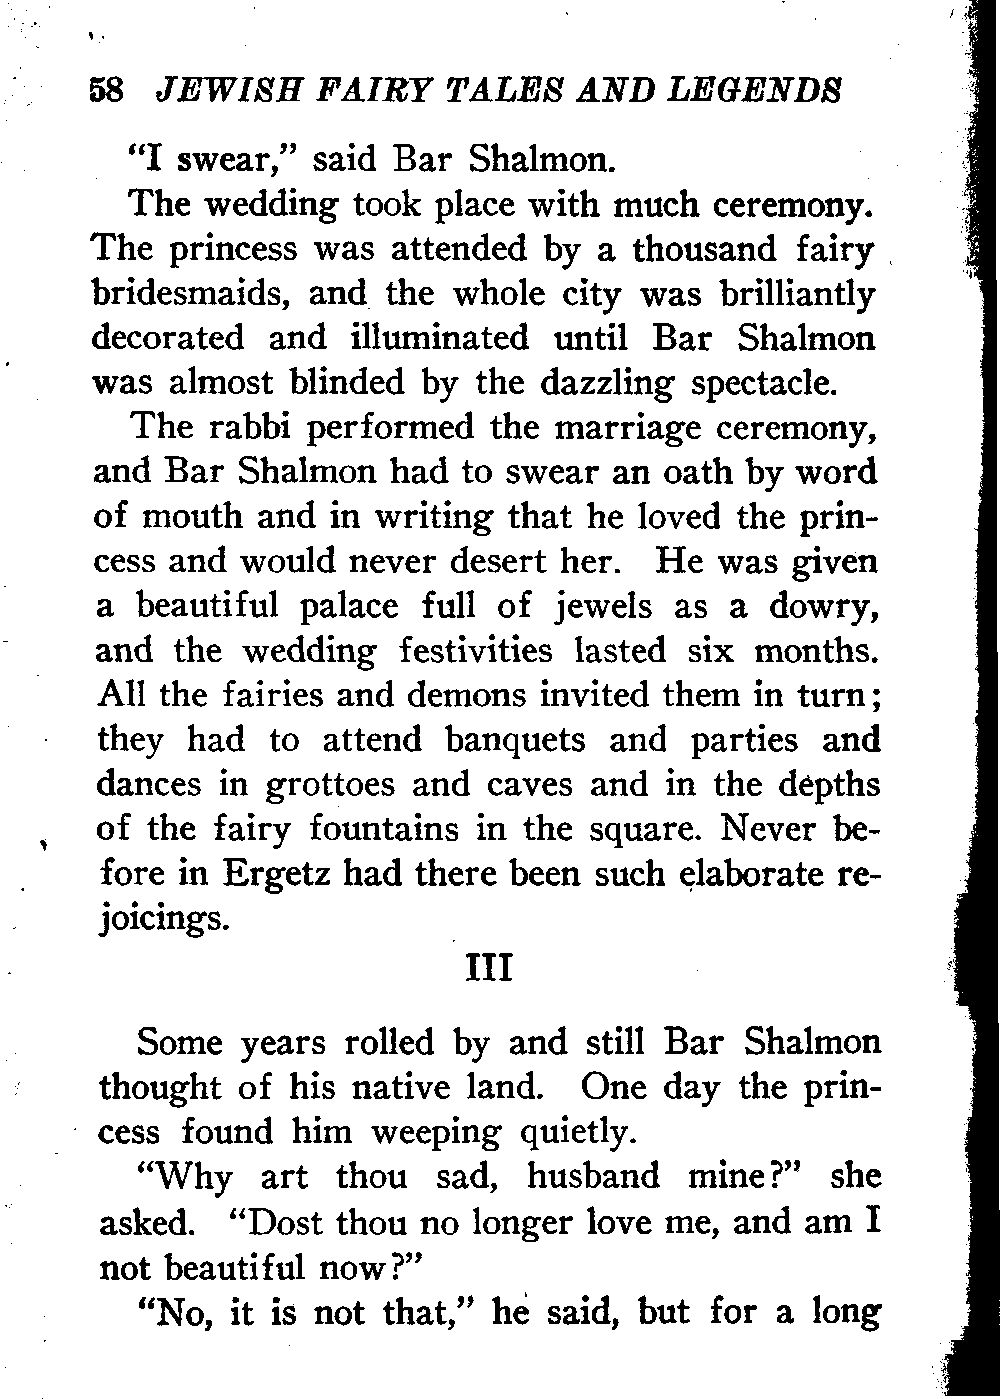 58 JEWISH FAIRY TALES AND LEGENDS
“I swear,” said Bar Shalmon.
The wedding took place with much ceremony.
The princess was attended by a thousand fairy
bridesmaids, and the whole city was brilliantly
decorated and illuminated until Bar Shalmon
was almost blinded by the dazzling spectacle.
The rabbi performed the marriage ceremony,
and Bar Shalmon had to swear an oath by word
of mouth and in writing that he loved the prin-
cess and would never desert her. He was given
a beautiful palace full of jewels as a dowry,
and the wedding festivities lasted six months.
All the fairies and demons invited them in turn;
they had to attend banquets and parties and
dances in grottoes and caves and in the depths
of the fairy fountains in the square. Never be-
fore in Ergetz had there been such elaborate re-
joicings.
III
Some years rolled by and still Bar Shalmon
thought of his native land. One day the prin-
cess found him weeping quietly.
“Why art thou sad, husband mine?” she
asked. “Dost thou no longer love me, and am I
not beautiful now?”
“No, it is not that,” he said, but for a long